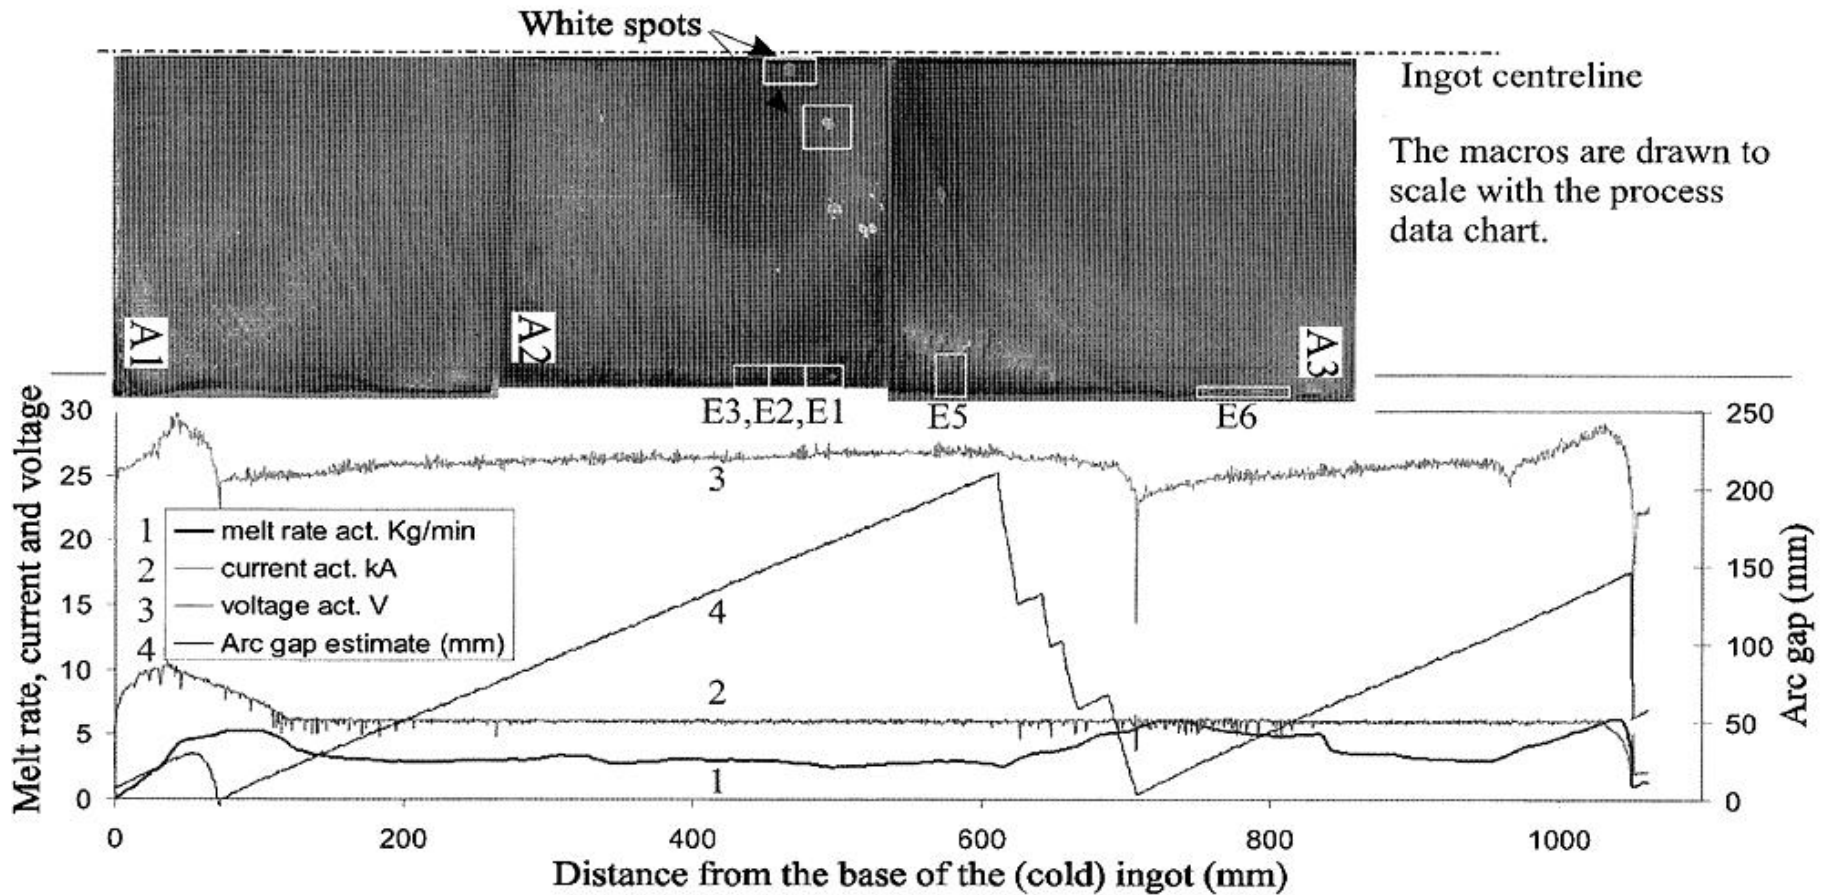 White spots
Ingot centreline
The macros are drawn to
scale with the process
data chart.
A1
A2
A3
E3,E2,E1
E5
E6
Melt rate, current and voltage
30
25
20
15
10
5
0
1 melt rate act. Kg/min
2 current act. kA
3 voltage act. V
4 Arc gap estimate (mm)
3
4
2
1
250
200
150
100
50
0
Arc gap (mm)
0 200 400 600 800 1000
Distance from the base of the (cold) ingot (mm)